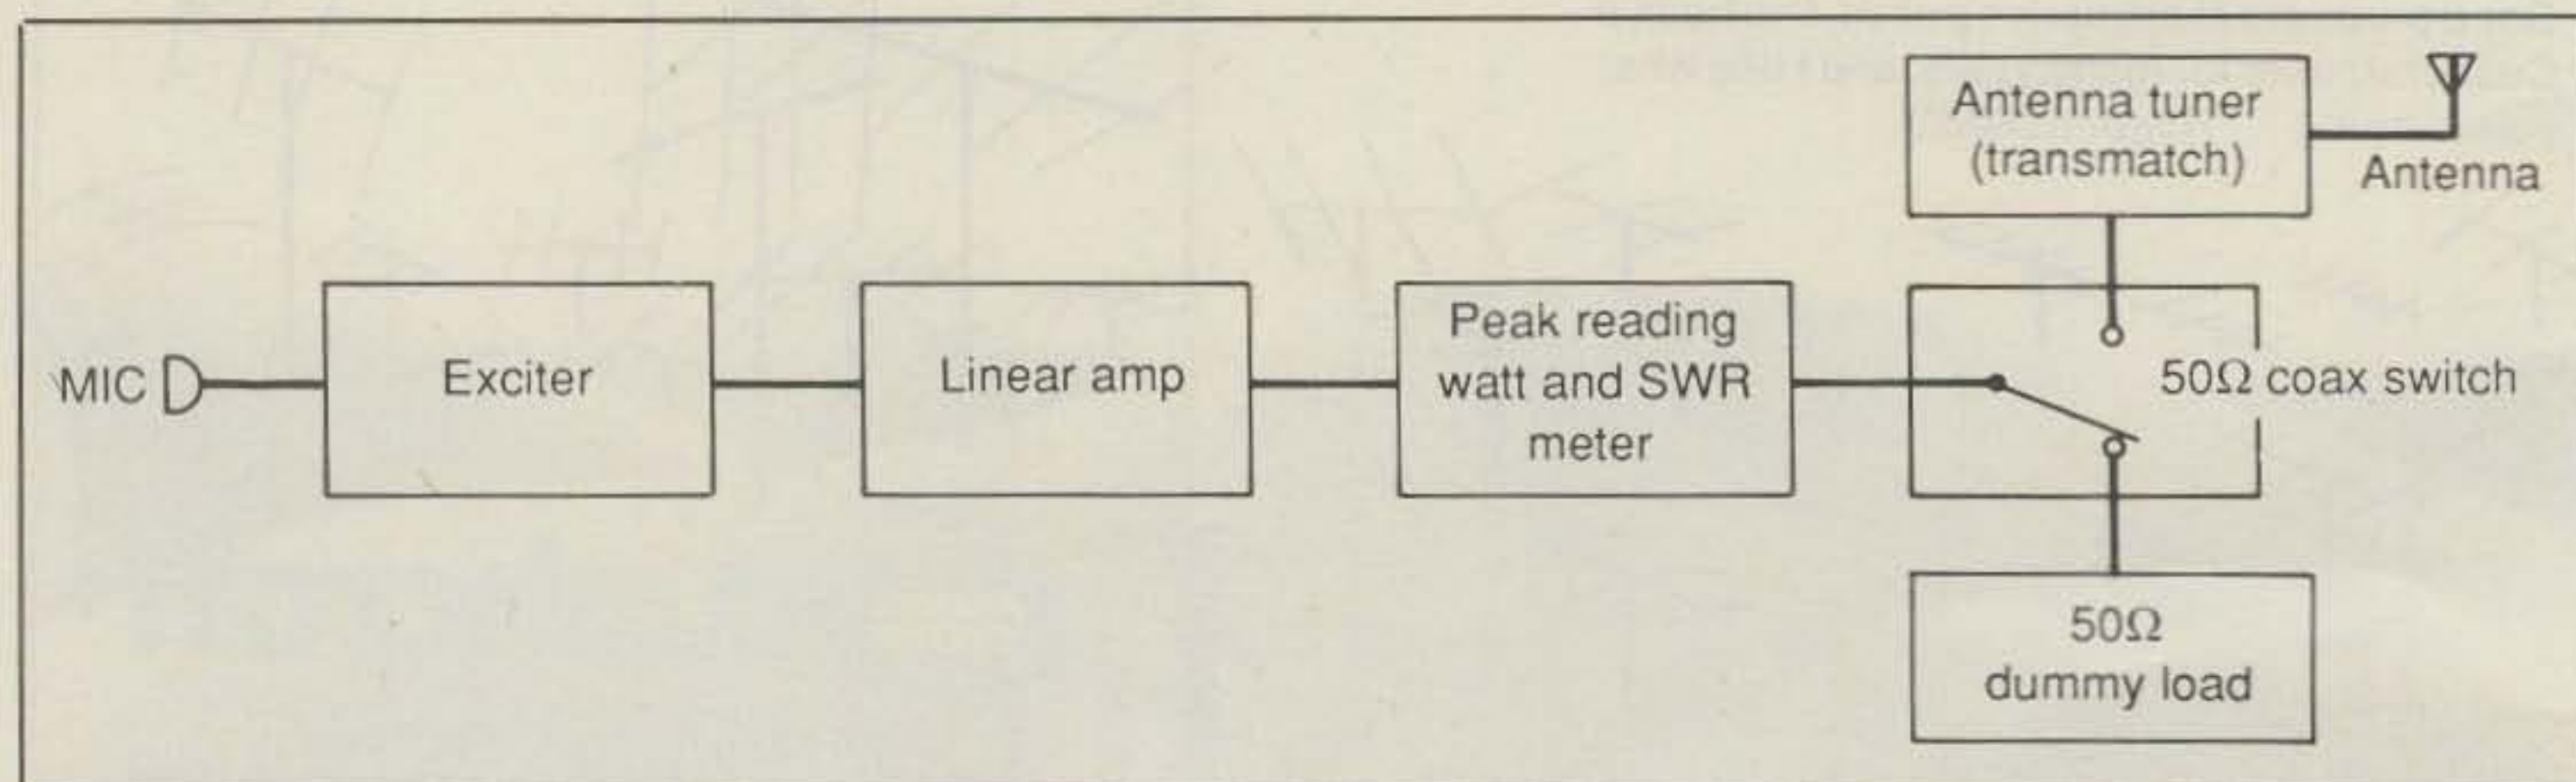 MIC
Exciter
Linear amp
Peak reading
watt and SWR
meter
Antenna tuner
(transmatch)
Antenna
50Ω coax switch
50Ω
dummy load